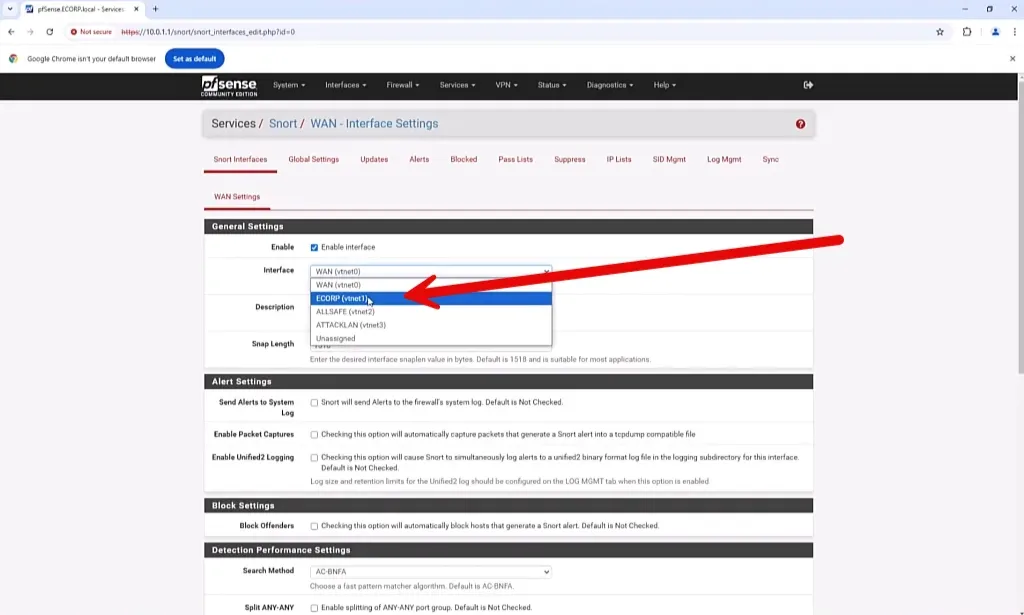 pfSense.ECORP.local - Services:
Not secure
https://10.0.1.1/snort/snort_interfaces_edit.php?id=0
Google Chrome isn't your default browser
Set as default
pfsense
COMMUNITY EDITION
System
Interfaces
Firewall
Services
VPN
Status
Diagnostics
Help
Services / Snort / WAN - Interface Settings
Snort Interfaces
Global Settings
Updates
Alerts
Blocked
Pass Lists
Suppress
IP Lists
SID Mgmt
Log Mgmt
Sync
WAN Settings
General Settings
Enable
Enable interface
Interface
WAN (vtnet0)
WAN (vtnet0)
ECORP (vtnet1)
ALLSAFE (vtnet2)
ATTACKLAN (vtnet3)
Unassigned
Description
Snap Length
1518
Enter the desired interface snaplen value in bytes. Default is 1518 and is suitable for most applications.
Alert Settings
Send Alerts to System
Log
Snort will send Alerts to the firewall's system log. Default is Not Checked.
Enable Packet Captures
Checking this option will automatically capture packets that generate a Snort alert into a tcpdump compatible file
Enable Unified2 Logging
Checking this option will cause Snort to simultaneously log alerts to a unified2 binary format log file in the logging subdirectory for this interface.
Default is Not Checked.
Log size and retention limits for the Unified2 log should be configured on the LOG MGMT tab when this option is enabled
Block Settings
Block Offenders
Checking this option will automatically block hosts that generate a Snort alert. Default is Not Checked.
Detection Performance Settings
Search Method
AC-BNFA
Choose a fast pattern matcher algorithm. Default is AC-BNFA.
Split ANY-ANY
Enable splitting of ANY-ANY port group. Default is Not Checked.